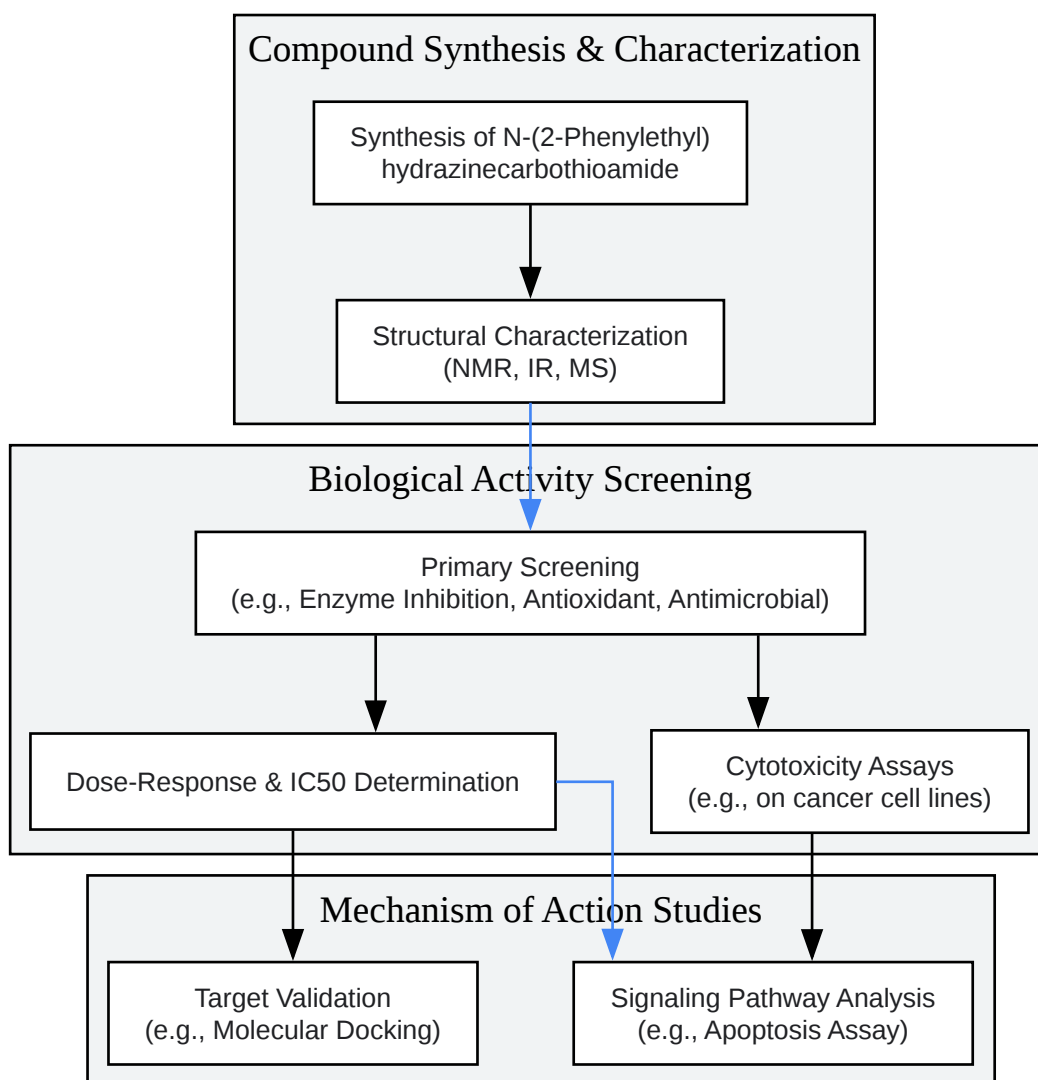 Compound Synthesis & Characterization
Synthesis of N-(2-Phenylethyl)
hydrazinecarbothioamide
Structural Characterization
(NMR, IR, MS)
Biological Activity Screening
Primary Screening
(e.g., Enzyme Inhibition, Antioxidant, Antimicrobial)
Dose-Response & IC50 Determination
Cytotoxicity Assays
(e.g., on cancer cell lines)
Mechanism of Action Studies
Target Validation
(e.g., Molecular Docking)
Signaling Pathway Analysis
(e.g., Apoptosis Assay)